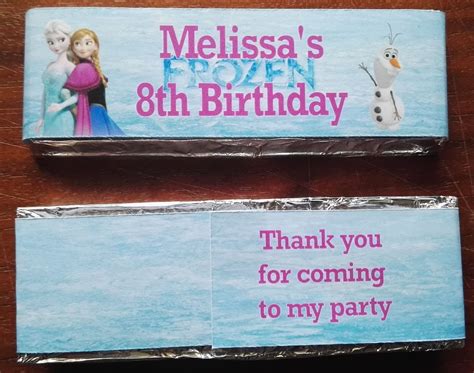 Melissa's
FROZEN
8th Birthday
Thank you
for coming
to my party